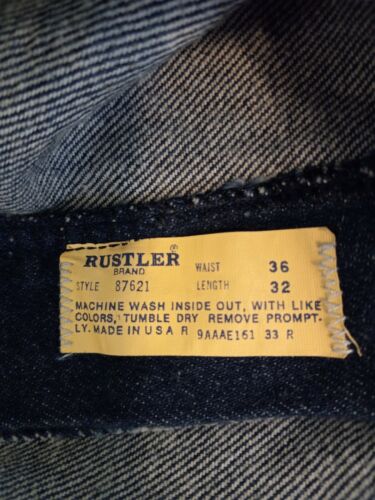 RUSTLER®
BRAND
WAIST 36
STYLE 87621 LENGTH 32
MACHINE WASH INSIDE OUT, WITH LIKE
COLORS, TUMBLE DRY REMOVE PROMPT-
LY. MADE IN U S A R 9AAAE161 33 R